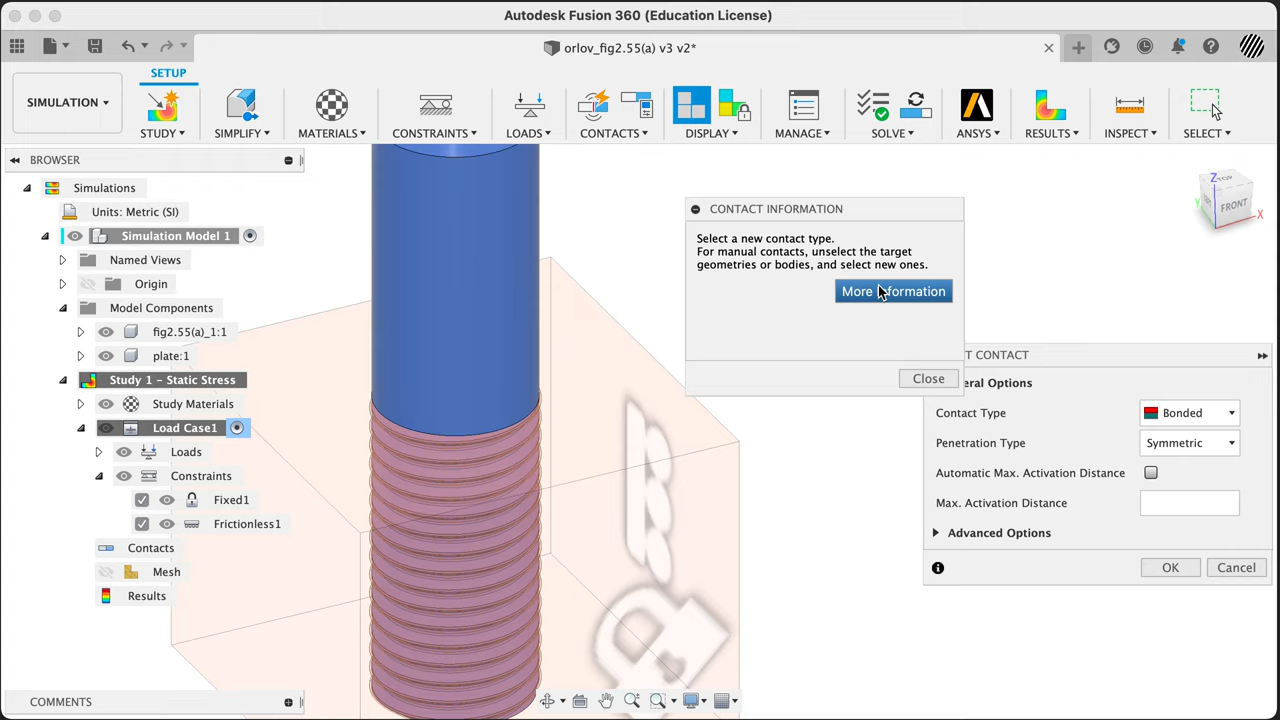 Autodesk Fusion 360 (Education License)
orlov_fig2.55(a) v3 v2*
SETUP
SIMULATION
STUDY
SIMPLIFY
MATERIALS
CONSTRAINTS
LOADS
CONTACTS
DISPLAY
MANAGE
SOLVE
ANSYS
RESULTS
INSPECT
SELECT
BROWSER
Simulations
Units: Metric (SI)
Simulation Model 1
Named Views
Origin
Model Components
fig2.55(a)_1:1
plate:1
Study 1 - Static Stress
Study Materials
Load Case1
Loads
Constraints
Fixed1
Frictionless1
Contacts
Mesh
Results
COMMENTS
CONTACT INFORMATION
Select a new contact type.
For manual contacts, unselect the target
geometries or bodies, and select new ones.
More Information
Close
CONTACT
General Options
Contact Type
Bonded
Penetration Type
Symmetric
Automatic Max. Activation Distance
Max. Activation Distance
Advanced Options
OK
Cancel
TOP
FRONT
Z
Y
X